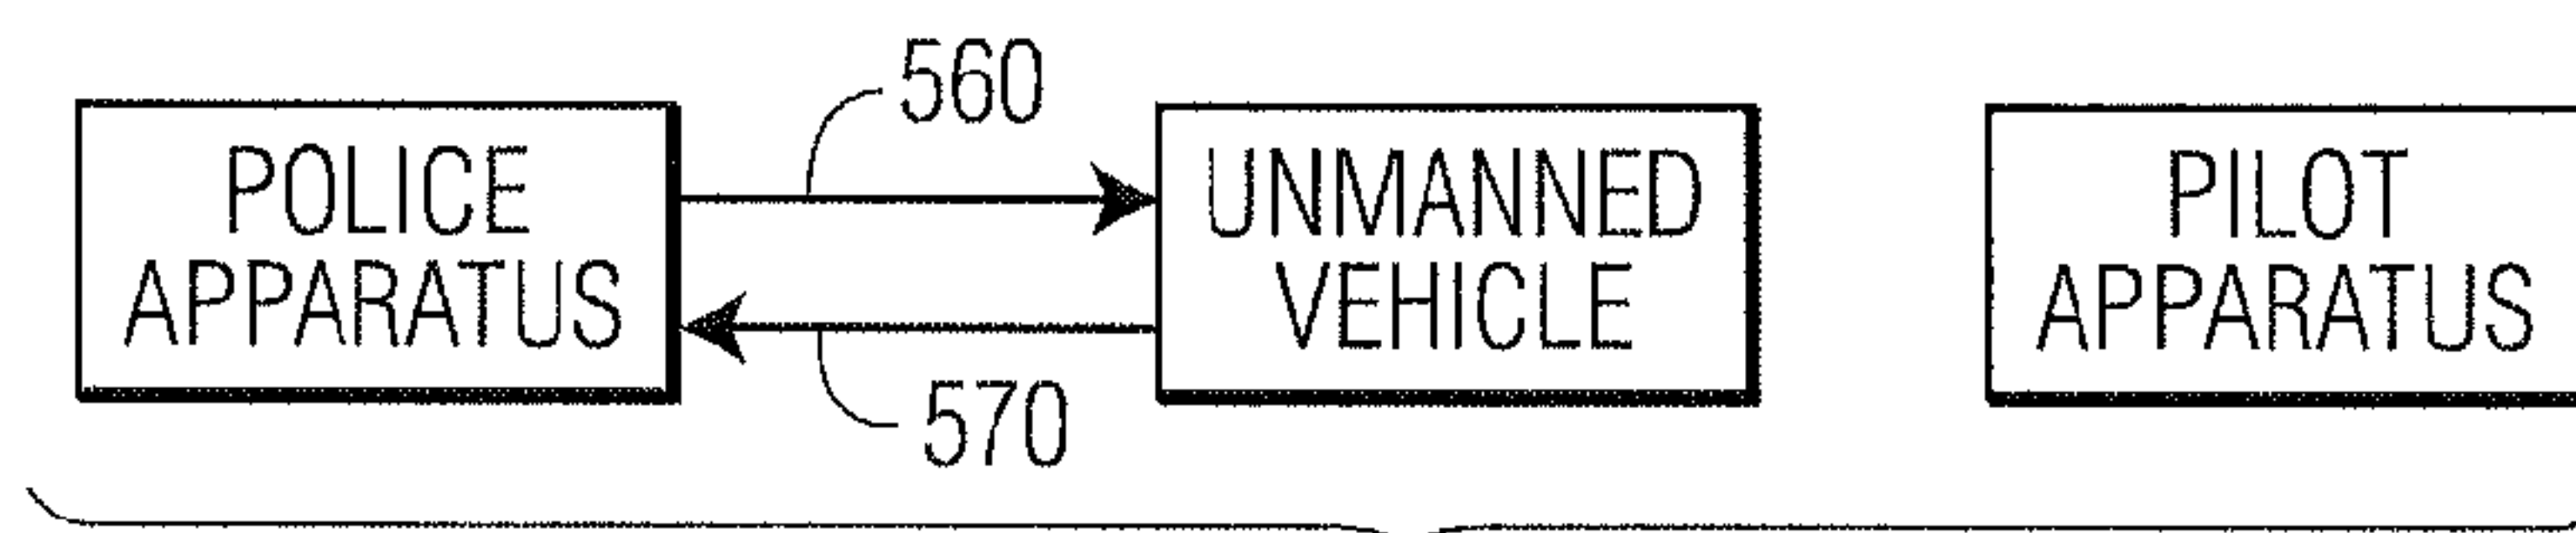 560
POLICE
APPARATUS
UNMANNED
VEHICLE
PILOT
APPARATUS
570